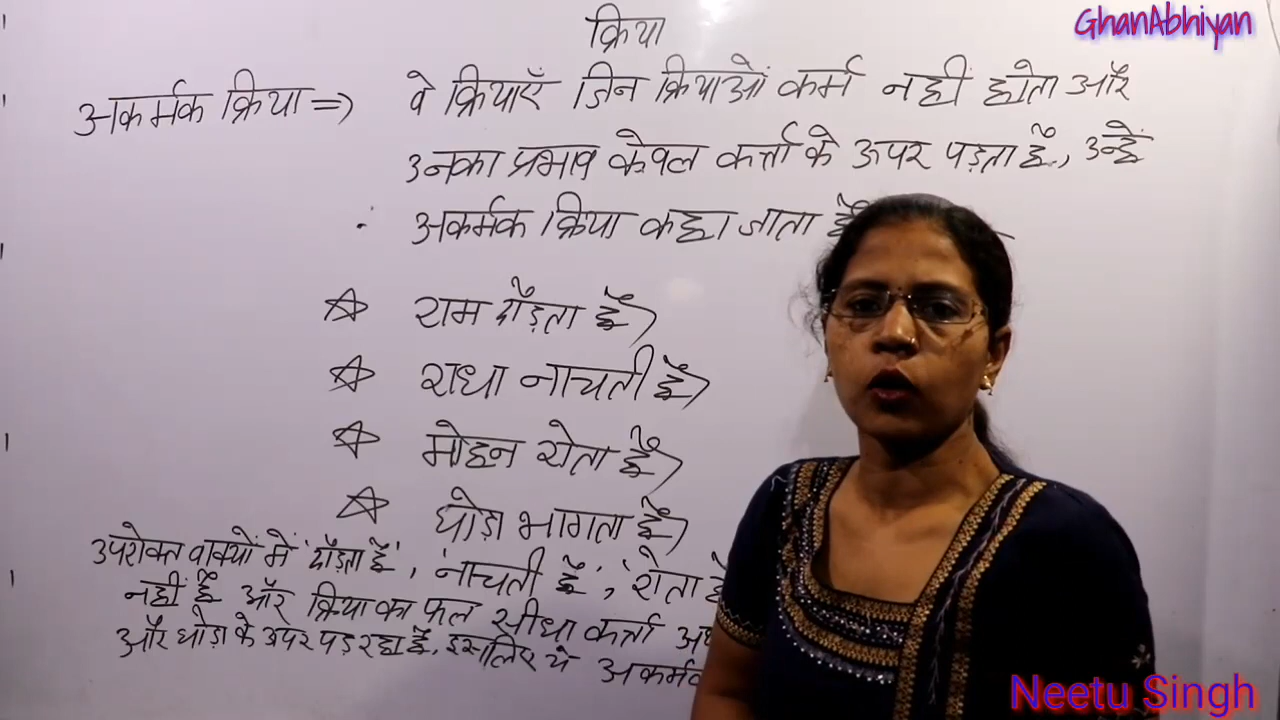 GhanAbhiyan
क्रिया
अकर्मक क्रिया => वे क्रियाएँ जिन क्रियाओं कर्म नहीं होता और
उनका प्रभाव केवल कर्त्ता के ऊपर पड़ता है, उन्हें
अकर्मक क्रिया कहा जाता है
☆ राम दौड़ता है)
☆ राधा नाचती है)
☆ मोहन रोता है)
☆ घोड़ा भागता है)
उपरोक्त वाक्यों में 'दौड़ता है', 'नाचती है', 'रोता
नहीं है और क्रिया का फल सीधा कर्त्ता
और घोड़ा के ऊपर पड़ रहा है, इसलिए ये
Neetu Singh